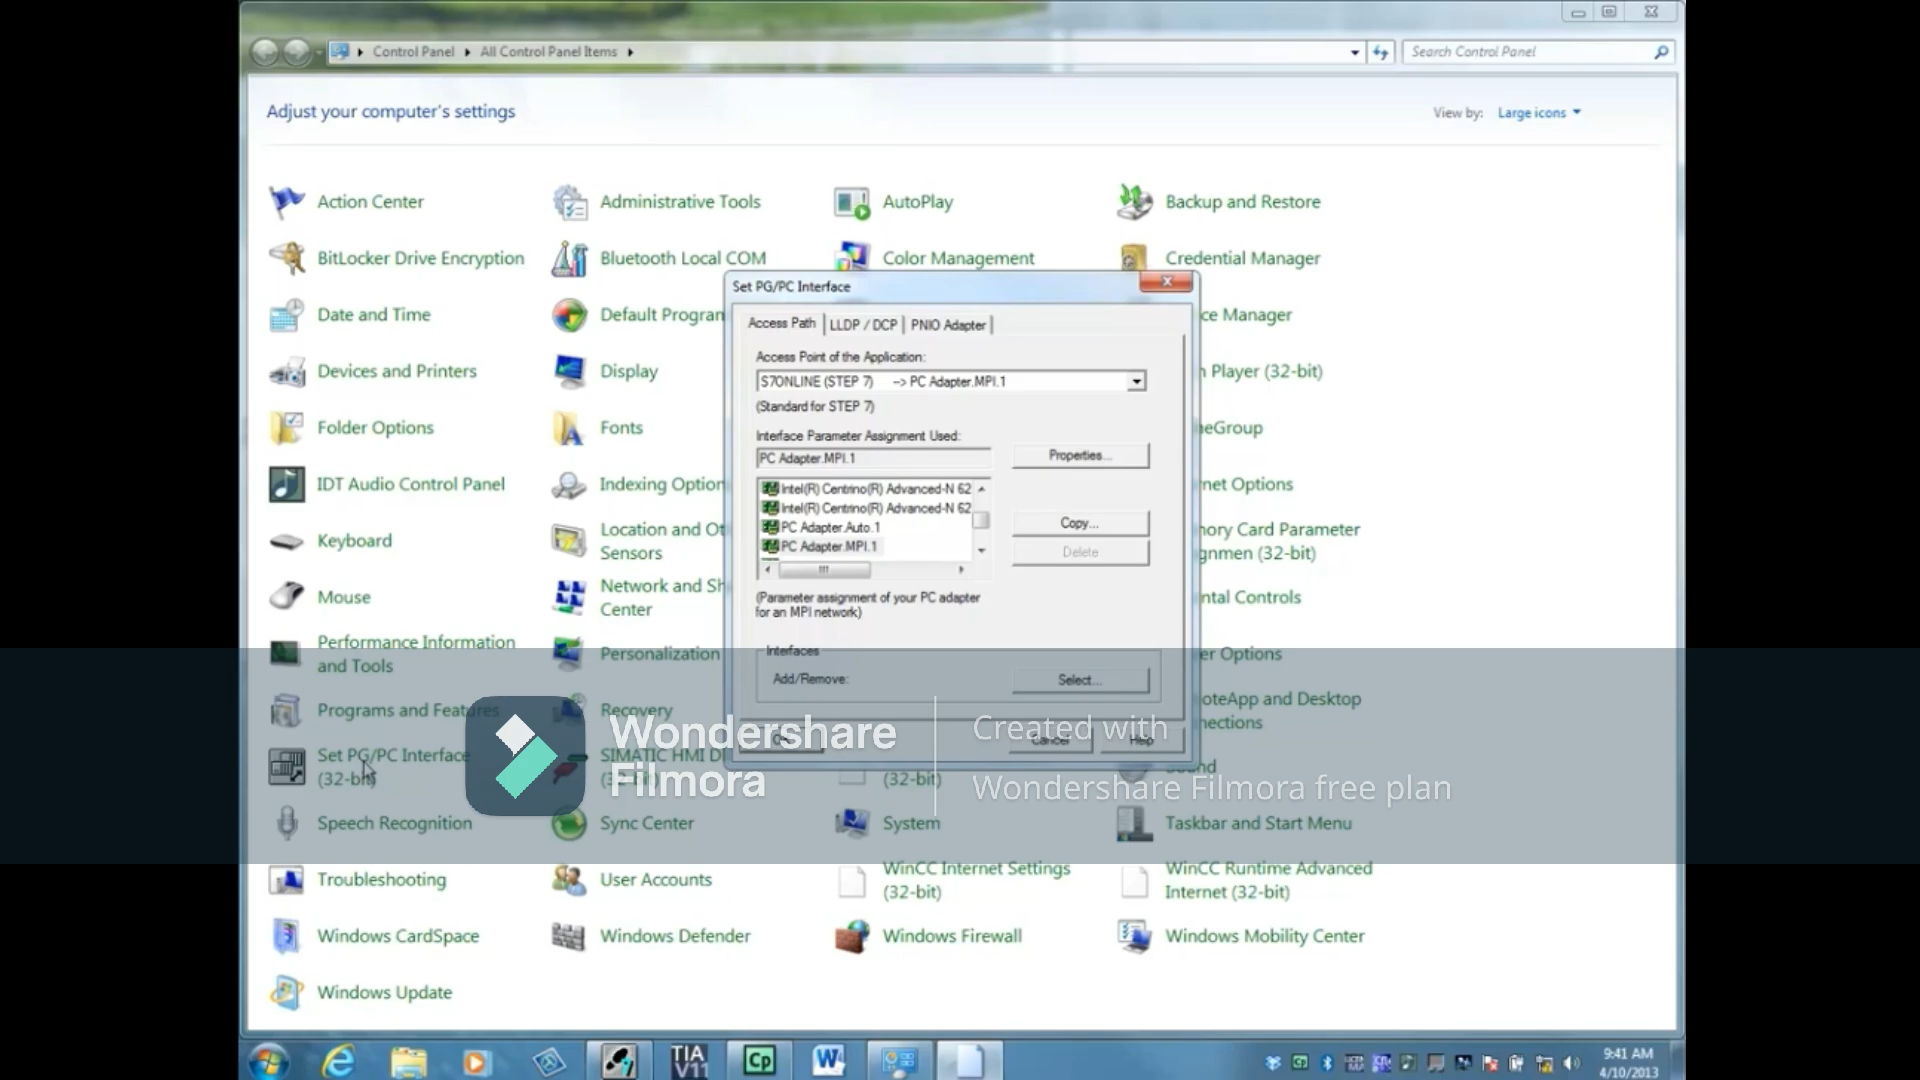 Control Panel
All Control Panel Items
Search Control Panel
Adjust your computer's settings
View by: Large icons
Action Center
Administrative Tools
AutoPlay
Backup and Restore
BitLocker Drive Encryption
Bluetooth Local COM
Color Management
Credential Manager
Set PG/PC Interface
Date and Time
Default Progran
ce Manager
Access Path
LLDP / DCP
PNIO Adapter
Access Point of the Application:
Devices and Printers
Display
S7ONLINE (STEP 7) --> PC Adapter.MPI.1
Player (32-bit)
(Standard for STEP 7)
Folder Options
Fonts
eGroup
Interface Parameter Assignment Used:
PC Adapter.MPI.1
Properties...
IDT Audio Control Panel
Indexing Option
net Options
Intel(R) Centrino(R) Advanced-N 62
Intel(R) Centrino(R) Advanced-N 62
PC Adapter.Auto.1
PC Adapter.MPI.1
Copy...
Delete
Keyboard
Location and Ot
Sensors
ory Card Parameter
gnmen (32-bit)
Mouse
Network and Sh
Center
ntal Controls
(Parameter assignment of your PC adapter
for an MPI network)
Performance Information
and Tools
Personalization
er Options
Interfaces
Add/Remove:
Select...
Programs and Features
Recovery
oteApp and Desktop
nections
Wondershare
Filmora
Created with
Wondershare Filmora free plan
Cancel
Help
Set PG/PC Interface
(32-bit)
SIMATIC HMI
(32-bit)
(32-bit)
Speech Recognition
Sync Center
System
Taskbar and Start Menu
Troubleshooting
User Accounts
WinCC Internet Settings
(32-bit)
WinCC Runtime Advanced
Internet (32-bit)
Windows CardSpace
Windows Defender
Windows Firewall
Windows Mobility Center
Windows Update
TIA
V11
Cp
W
9:41 AM
4/10/2013